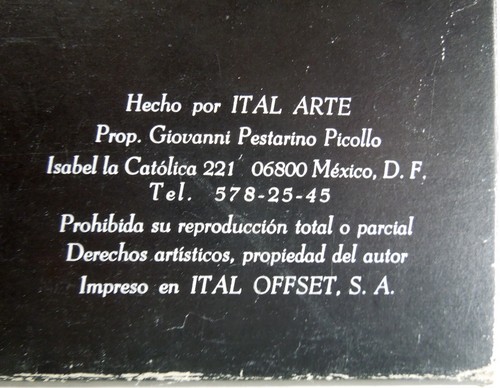 Hecho por ITAL ARTE
Prop. Giovanni Pestarino Picollo
Isabel la Católica 221 06800 México, D. F.
Tel. 578-25-45
Prohibida su reproducción total o parcial
Derechos artísticos, propiedad del autor
Impreso en ITAL OFFSET, S. A.